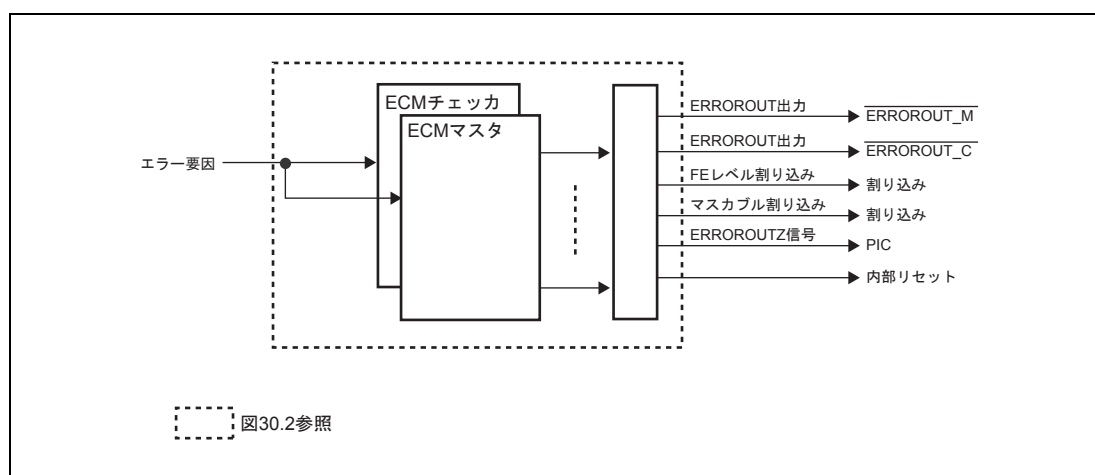 ECMチェッカ
ECMマスタ
エラー要因
ERROROUT出力
ERROROUT_M
ERROROUT出力
ERROROUT_C
FEレベル割り込み
割り込み
マスカブル割り込み
割り込み
ERROROUTZ信号
PIC
内部リセット
図30.2参照